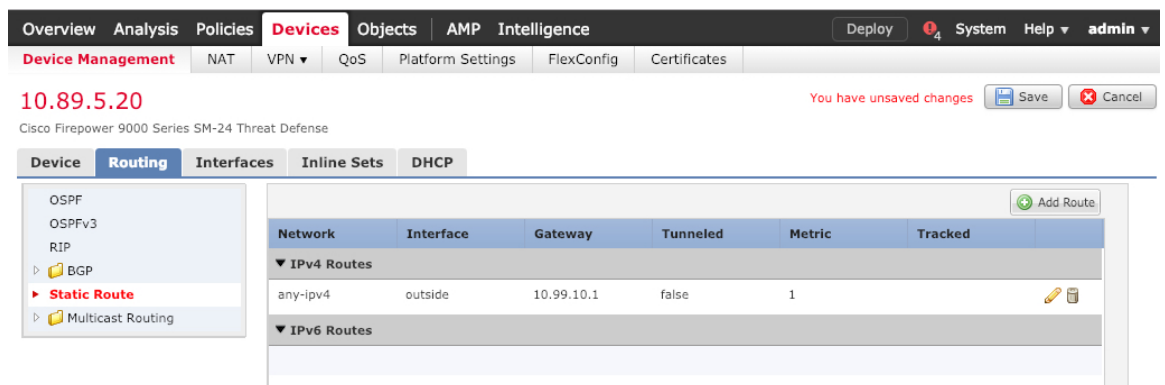 Overview Analysis Policies Devices Objects AMP Intelligence Deploy 4 System Help admin
Device Management NAT VPN QoS Platform Settings FlexConfig Certificates
10.89.5.20
You have unsaved changes Save Cancel
Cisco Firepower 9000 Series SM-24 Threat Defense
Device Routing Interfaces Inline Sets DHCP
OSPF
OSPFv3
RIP
BGP
Static Route
Multicast Routing
Add Route
Network Interface Gateway Tunneled Metric Tracked
IPv4 Routes
any-ipv4 outside 10.99.10.1 false 1
IPv6 Routes